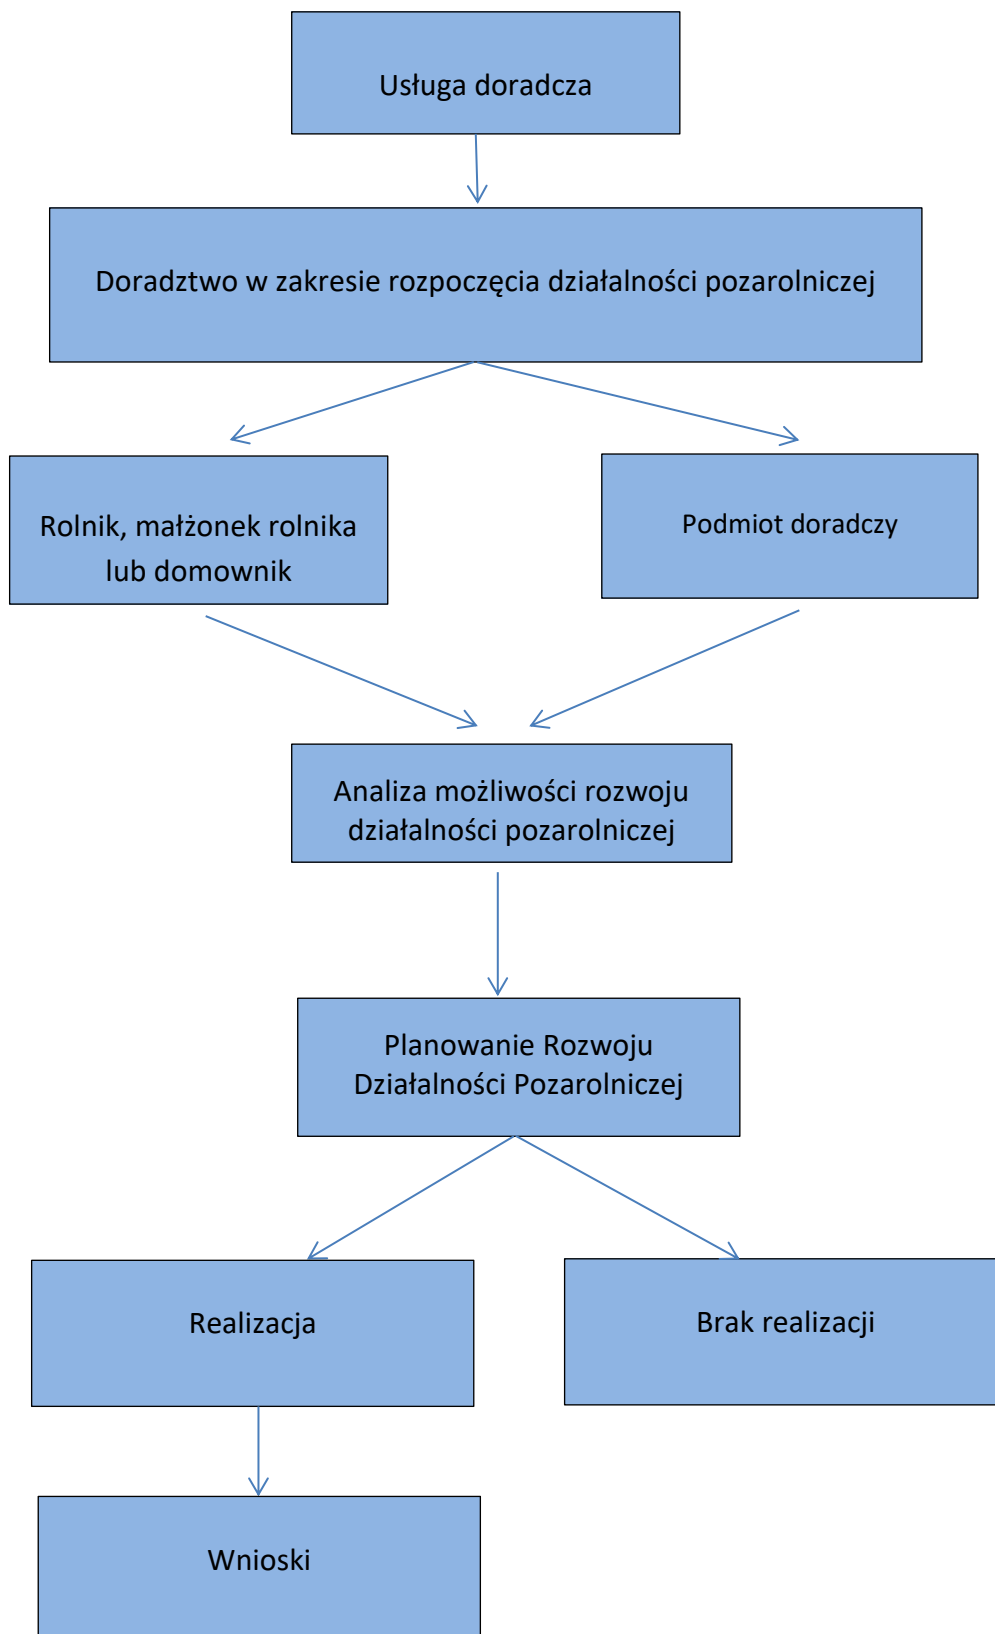 Usługa doradcza
Doradztwo w zakresie rozpoczęcia działalności pozarolniczej
Rolnik, małżonek rolnika
lub domownik
Podmiot doradczy
Analiza możliwości rozwoju
działalności pozarolniczej
Planowanie Rozwoju
Działalności Pozarolniczej
Realizacja
Brak realizacji
Wnioski